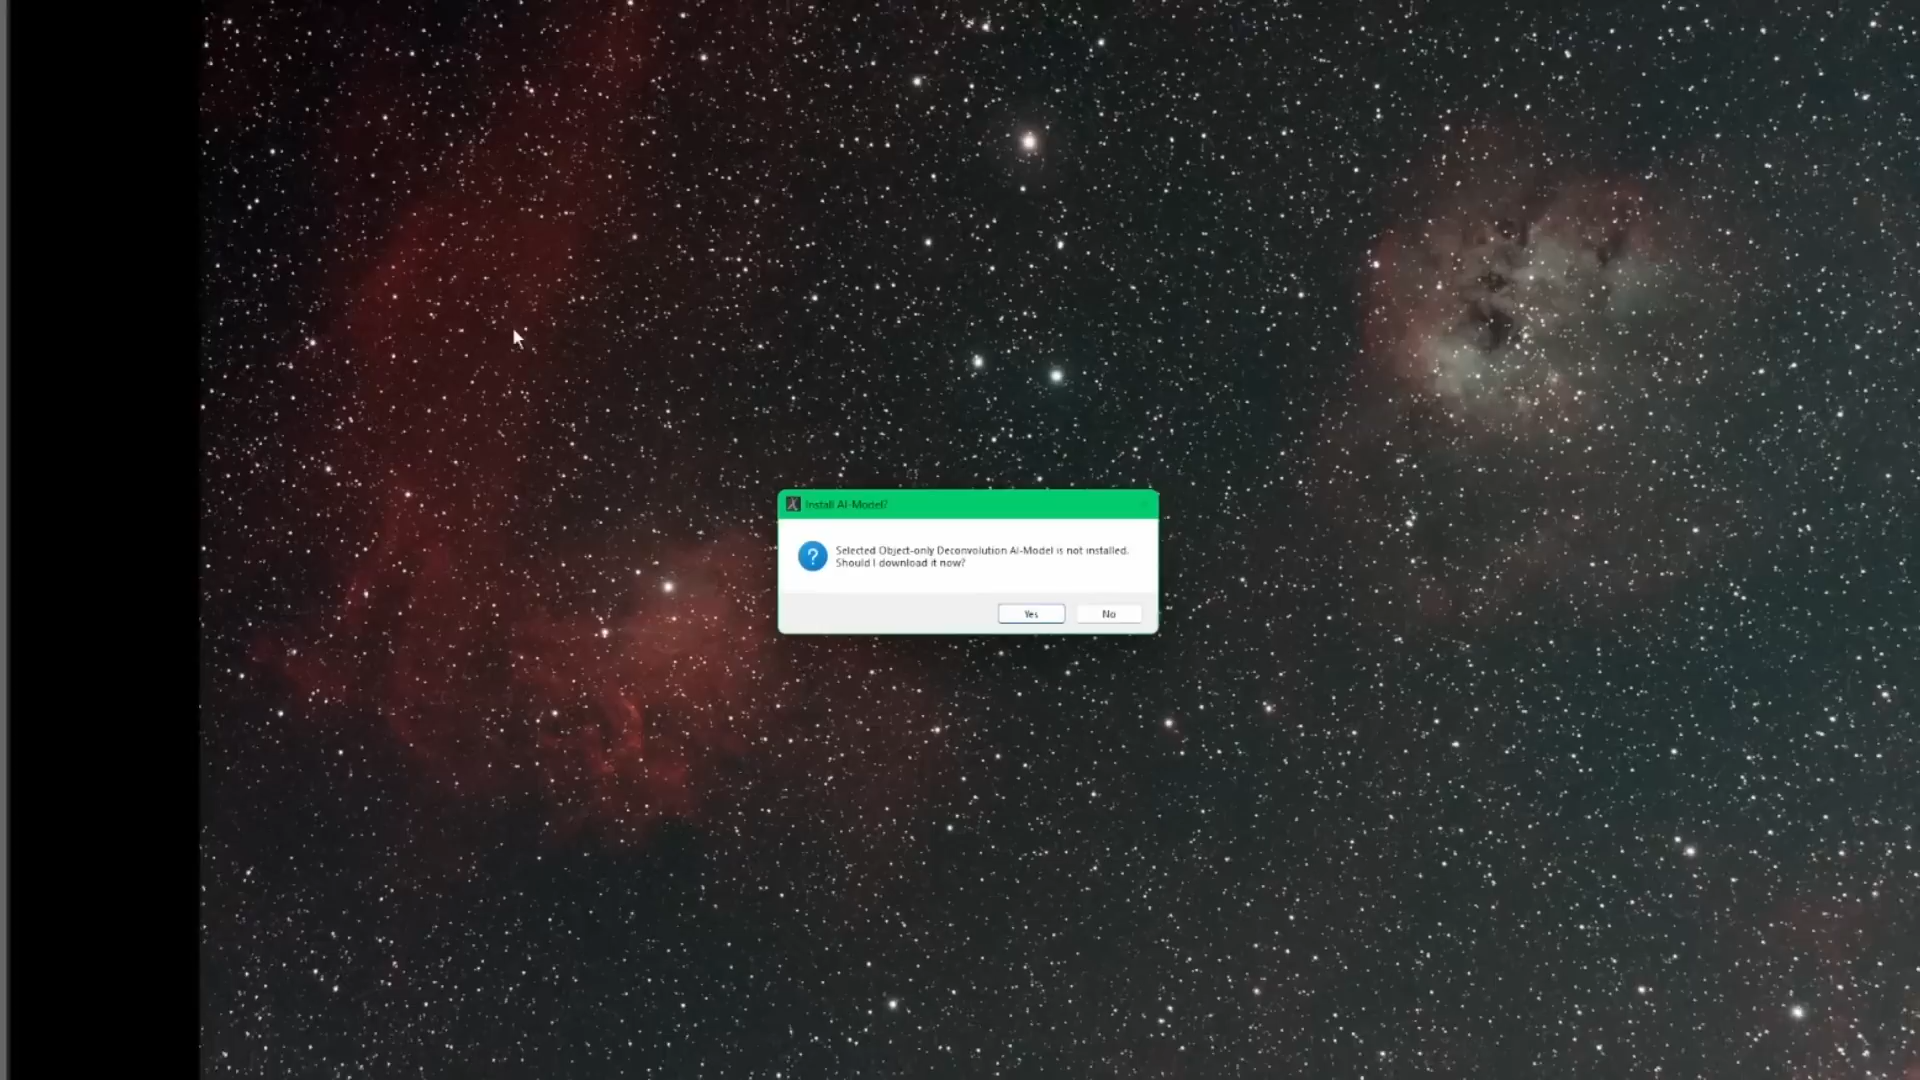 Install AI-Model?
Selected Object-only Deconvolution AI-Model is not installed.
Should I download it now?
Yes
No